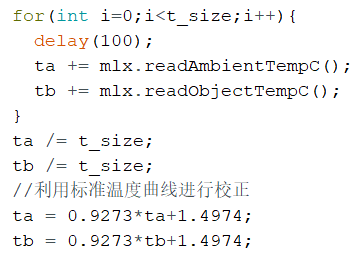 for(int i=0;i<t_size;i++){
  delay(100);
  ta += mlx.readAmbientTempC();
  tb += mlx.readObjectTempC();
}
ta /= t_size;
tb /= t_size;
//利用标准温度曲线进行校正
ta = 0.9273*ta+1.4974;
tb = 0.9273*tb+1.4974;